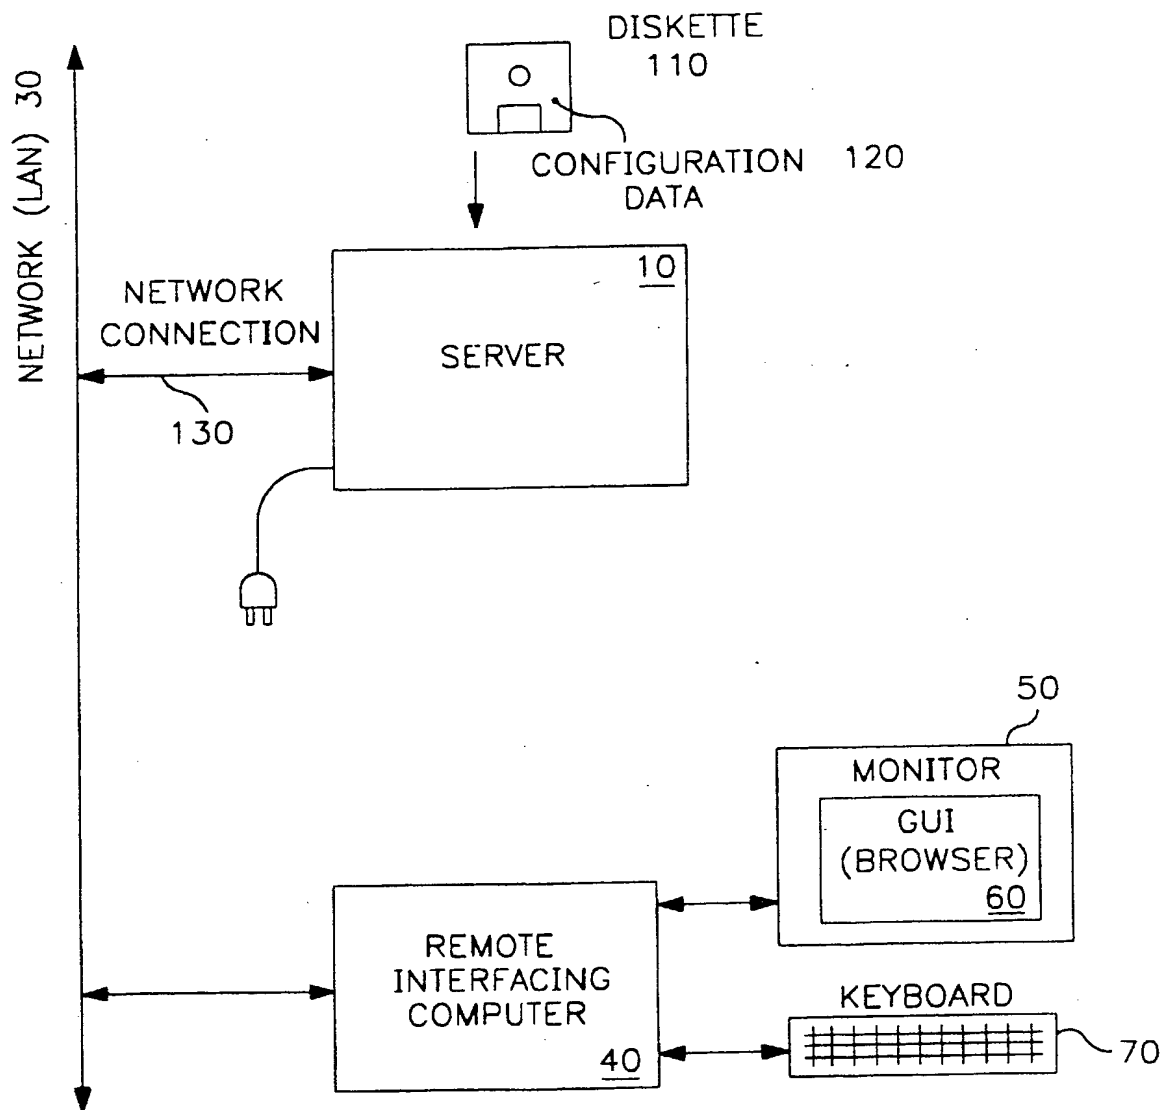 DISKETTE
110
CONFIGURATION 120
DATA
NETWORK (LAN) 30
10
NETWORK
CONNECTION
SERVER
130
50
MONITOR
GUI
(BROWSER)
60
REMOTE
INTERFACING
COMPUTER
40
KEYBOARD
70